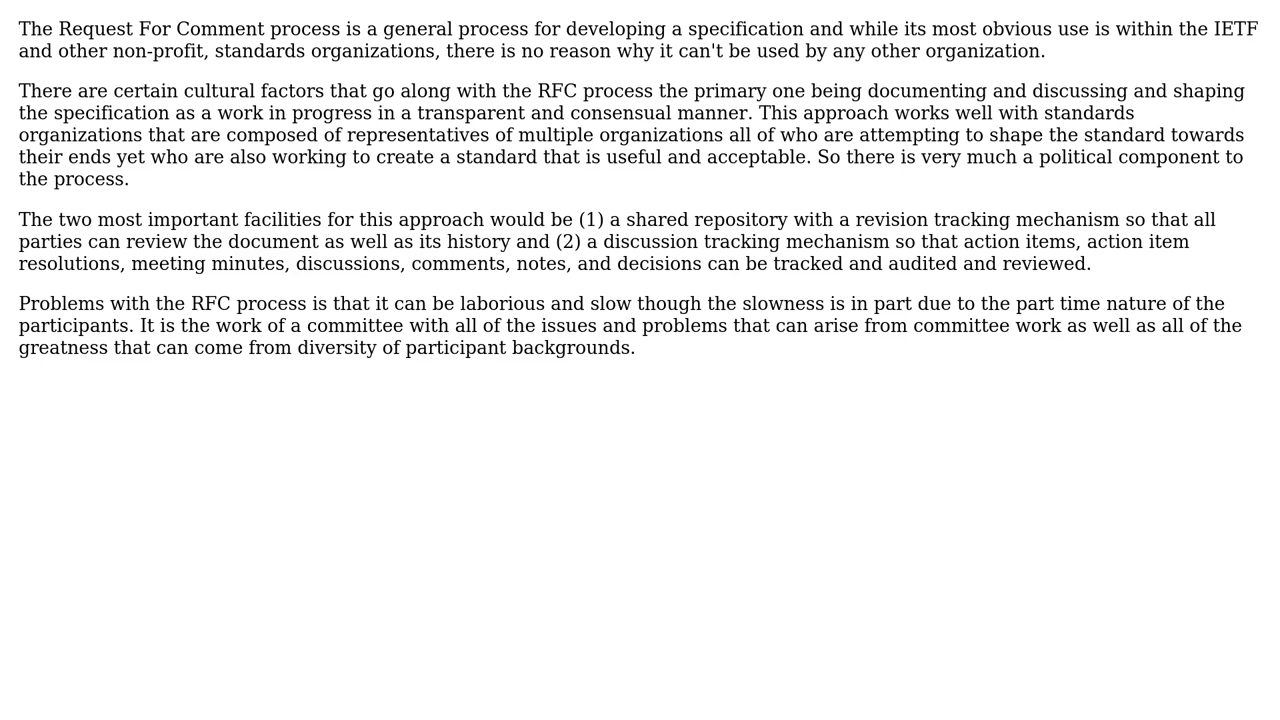 The Request For Comment process is a general process for developing a specification and while its most obvious use is within the IETF
and other non-profit, standards organizations, there is no reason why it can't be used by any other organization.
There are certain cultural factors that go along with the RFC process the primary one being documenting and discussing and shaping
the specification as a work in progress in a transparent and consensual manner. This approach works well with standards
organizations that are composed of representatives of multiple organizations all of who are attempting to shape the standard towards
their ends yet who are also working to create a standard that is useful and acceptable. So there is very much a political component to
the process.
The two most important facilities for this approach would be (1) a shared repository with a revision tracking mechanism so that all
parties can review the document as well as its history and (2) a discussion tracking mechanism so that action items, action item
resolutions, meeting minutes, discussions, comments, notes, and decisions can be tracked and audited and reviewed.
Problems with the RFC process is that it can be laborious and slow though the slowness is in part due to the part time nature of the
participants. It is the work of a committee with all of the issues and problems that can arise from committee work as well as all of the
greatness that can come from diversity of participant backgrounds.